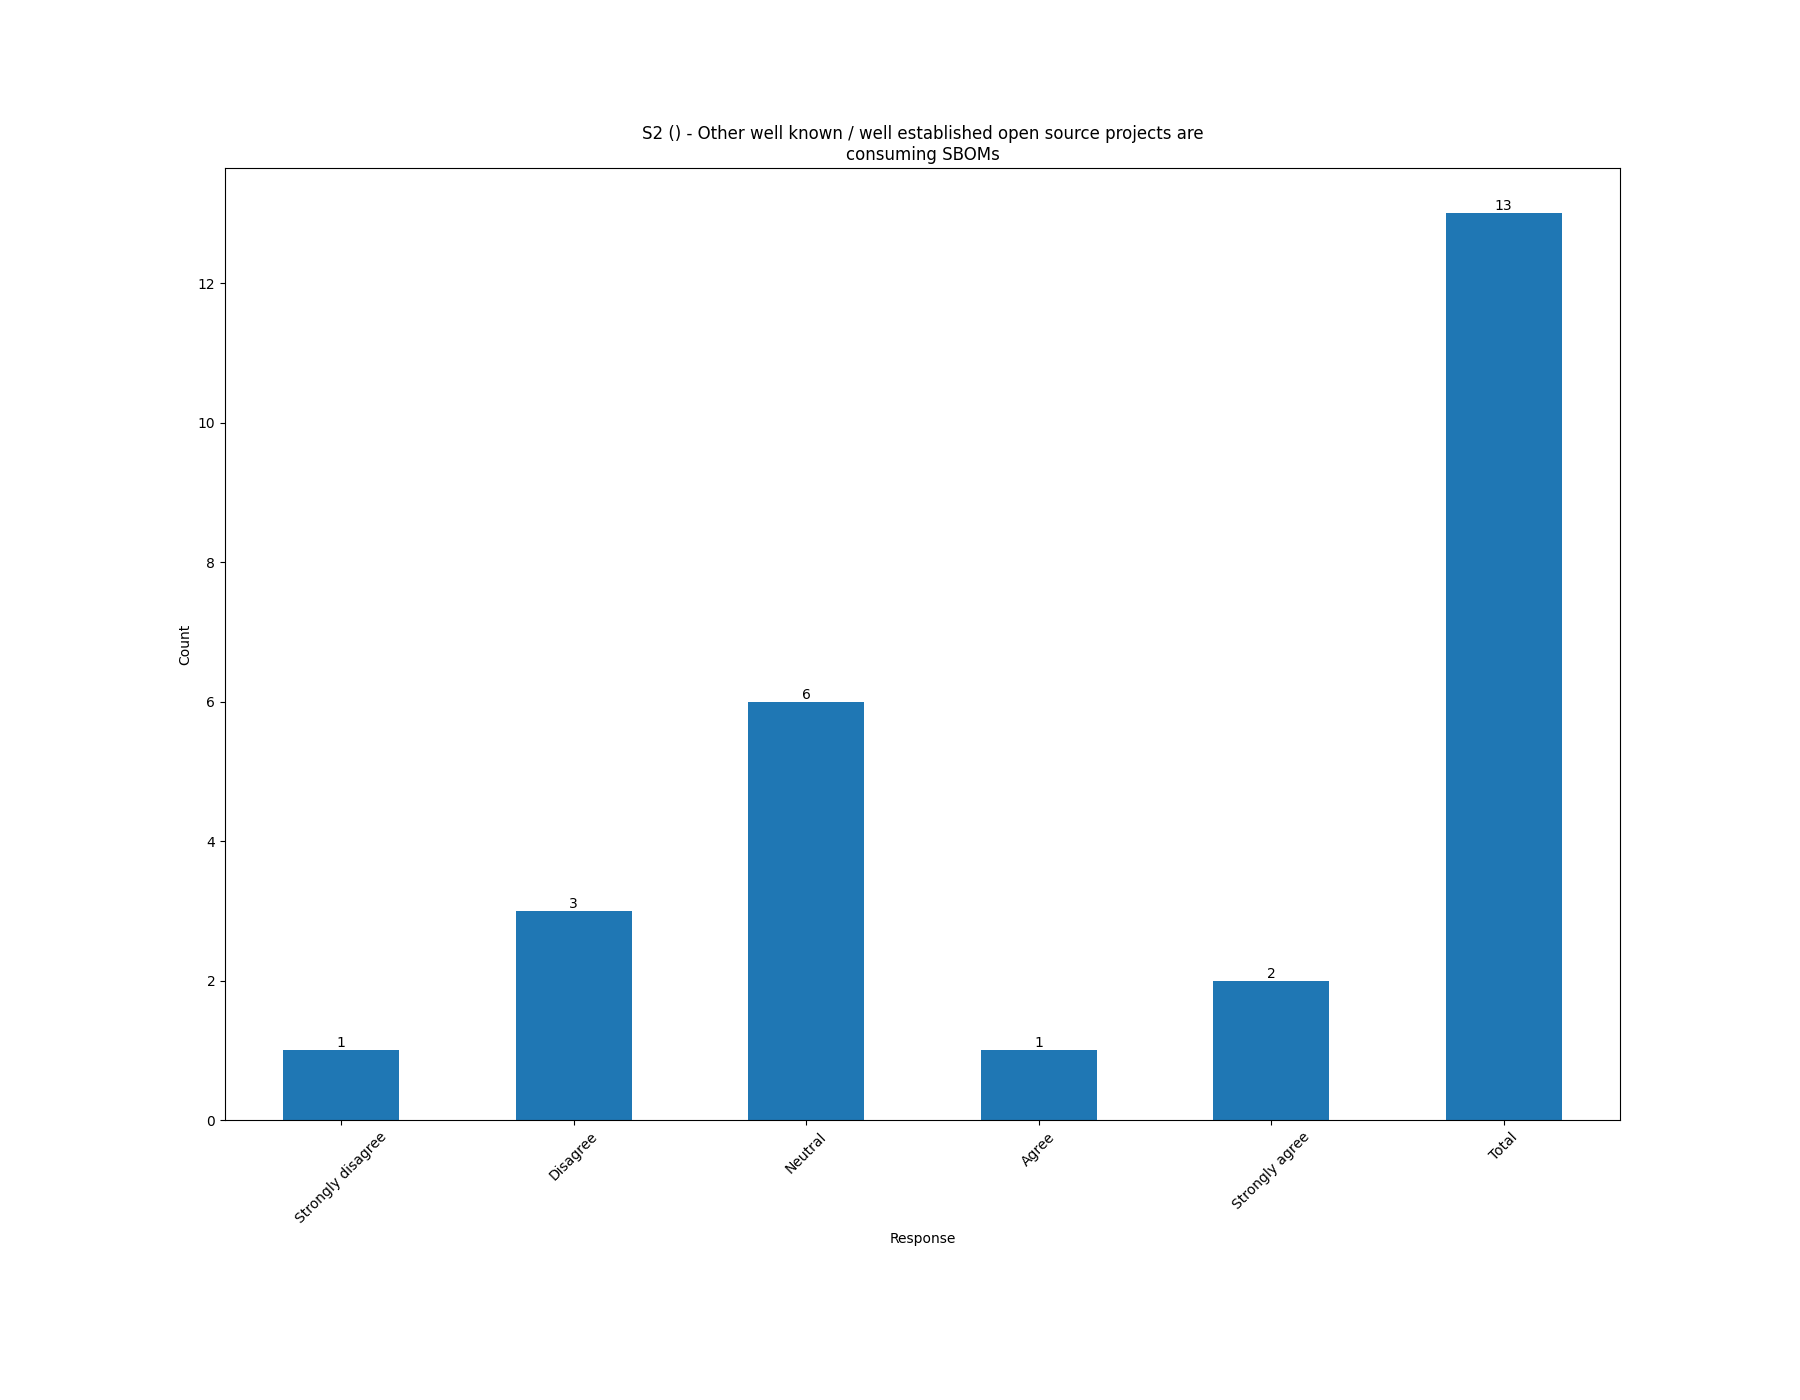 S2 () - Other well known / well established open source projects are
consuming SBOMs
13
12
10
8
Count
6
6
4
3
2
2
1
1
0
Strongly disagree
Disagree
Neutral
Agree
Strongly agree
Total
Response